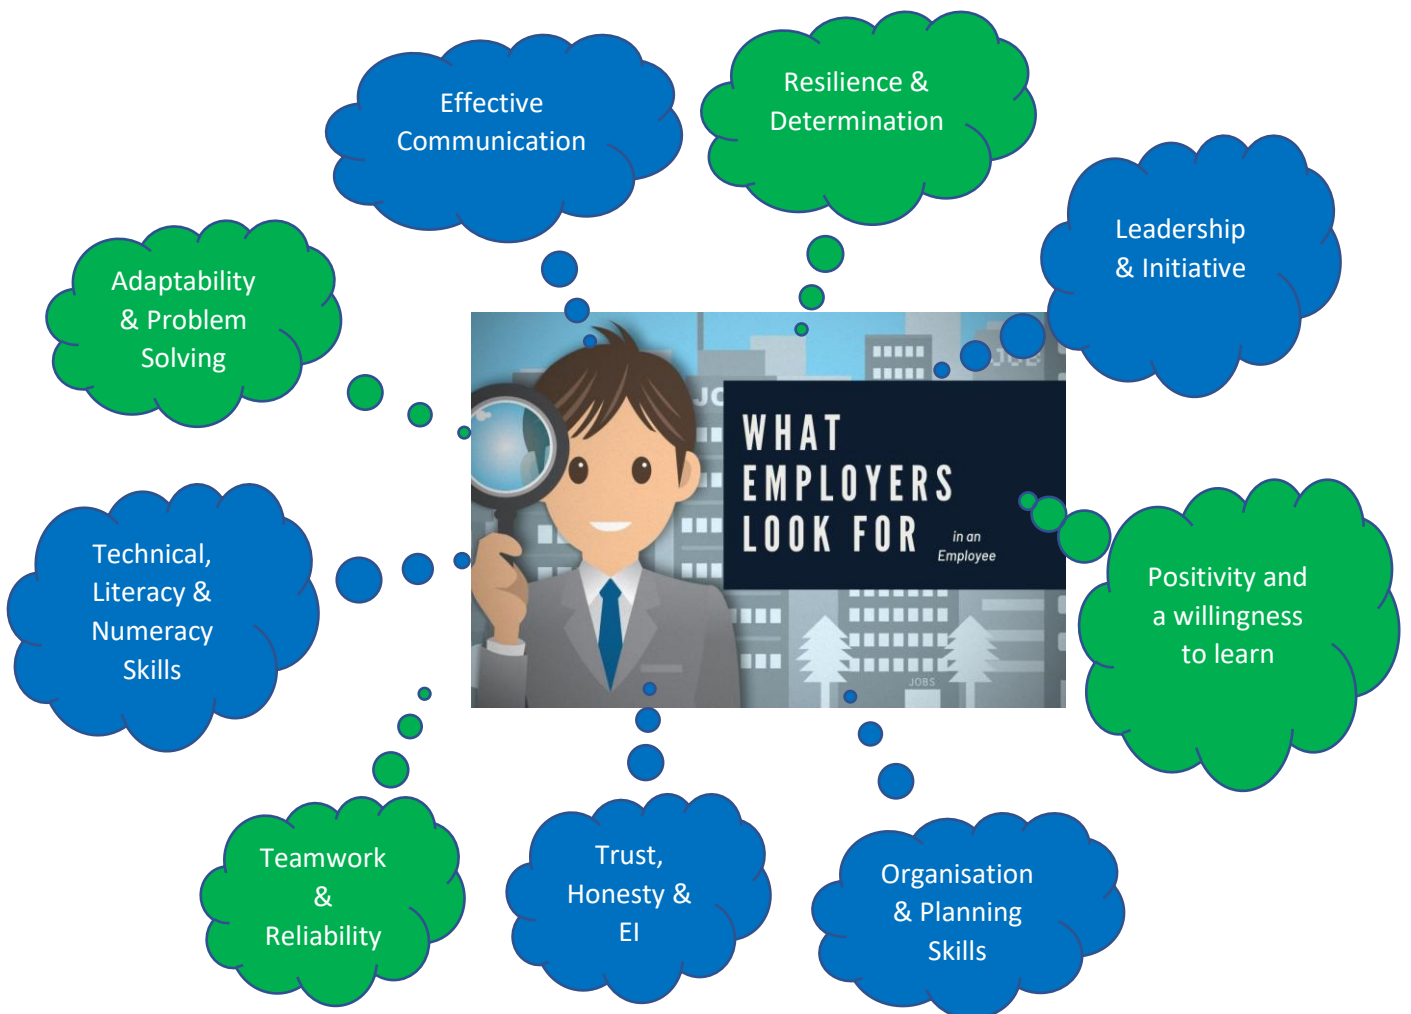 Effective
Communication
Resilience &
Determination
Leadership
& Initiative
Adaptability
& Problem
Solving
WHAT
EMPLOYERS
LOOK FOR
in an
Employee
Technical,
Literacy &
Numeracy
Skills
Positivity and
a willingness
to learn
JOBS
Teamwork
&
Reliability
Trust,
Honesty &
EI
Organisation
& Planning
Skills